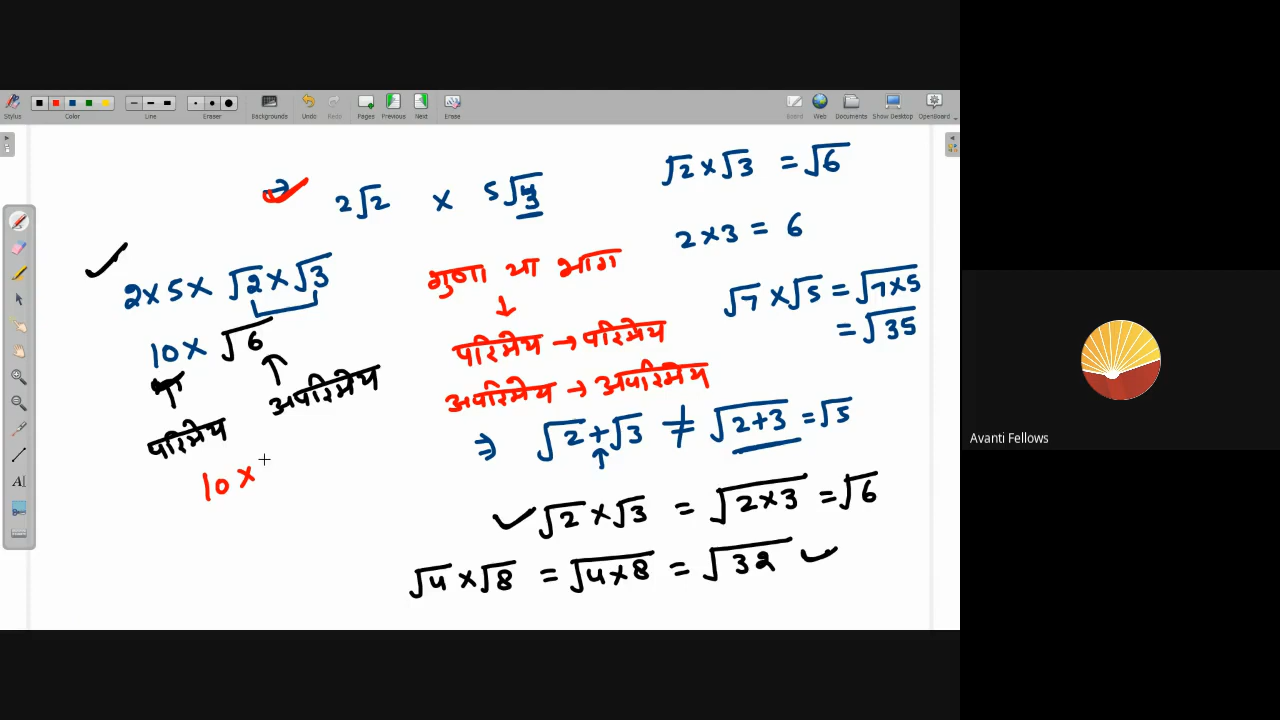 Stylus
Color
Line
Eraser
Backgrounds
Undo
Redo
Pages
Previous
Next
Erase
Board
Web
Documents
Show Desktop
OpenBoard
⇒ 2√2 × 5√3
2×5× √2×√3
10× √6
परिमेय
अपरिमेय
10×
गुणा या भाग
↓
परिमेय → परिमेय
अपरिमेय → अपरिमेय
√2×√3 = √6
2×3 = 6
√7×√5 = √7×5
= √35
⇒ √2+√3 ≠ √2+3 = √5
✓ √2×√3 = √2×3 = √6
√4×√8 = √4×8 = √32 ✓
Avanti Fellows